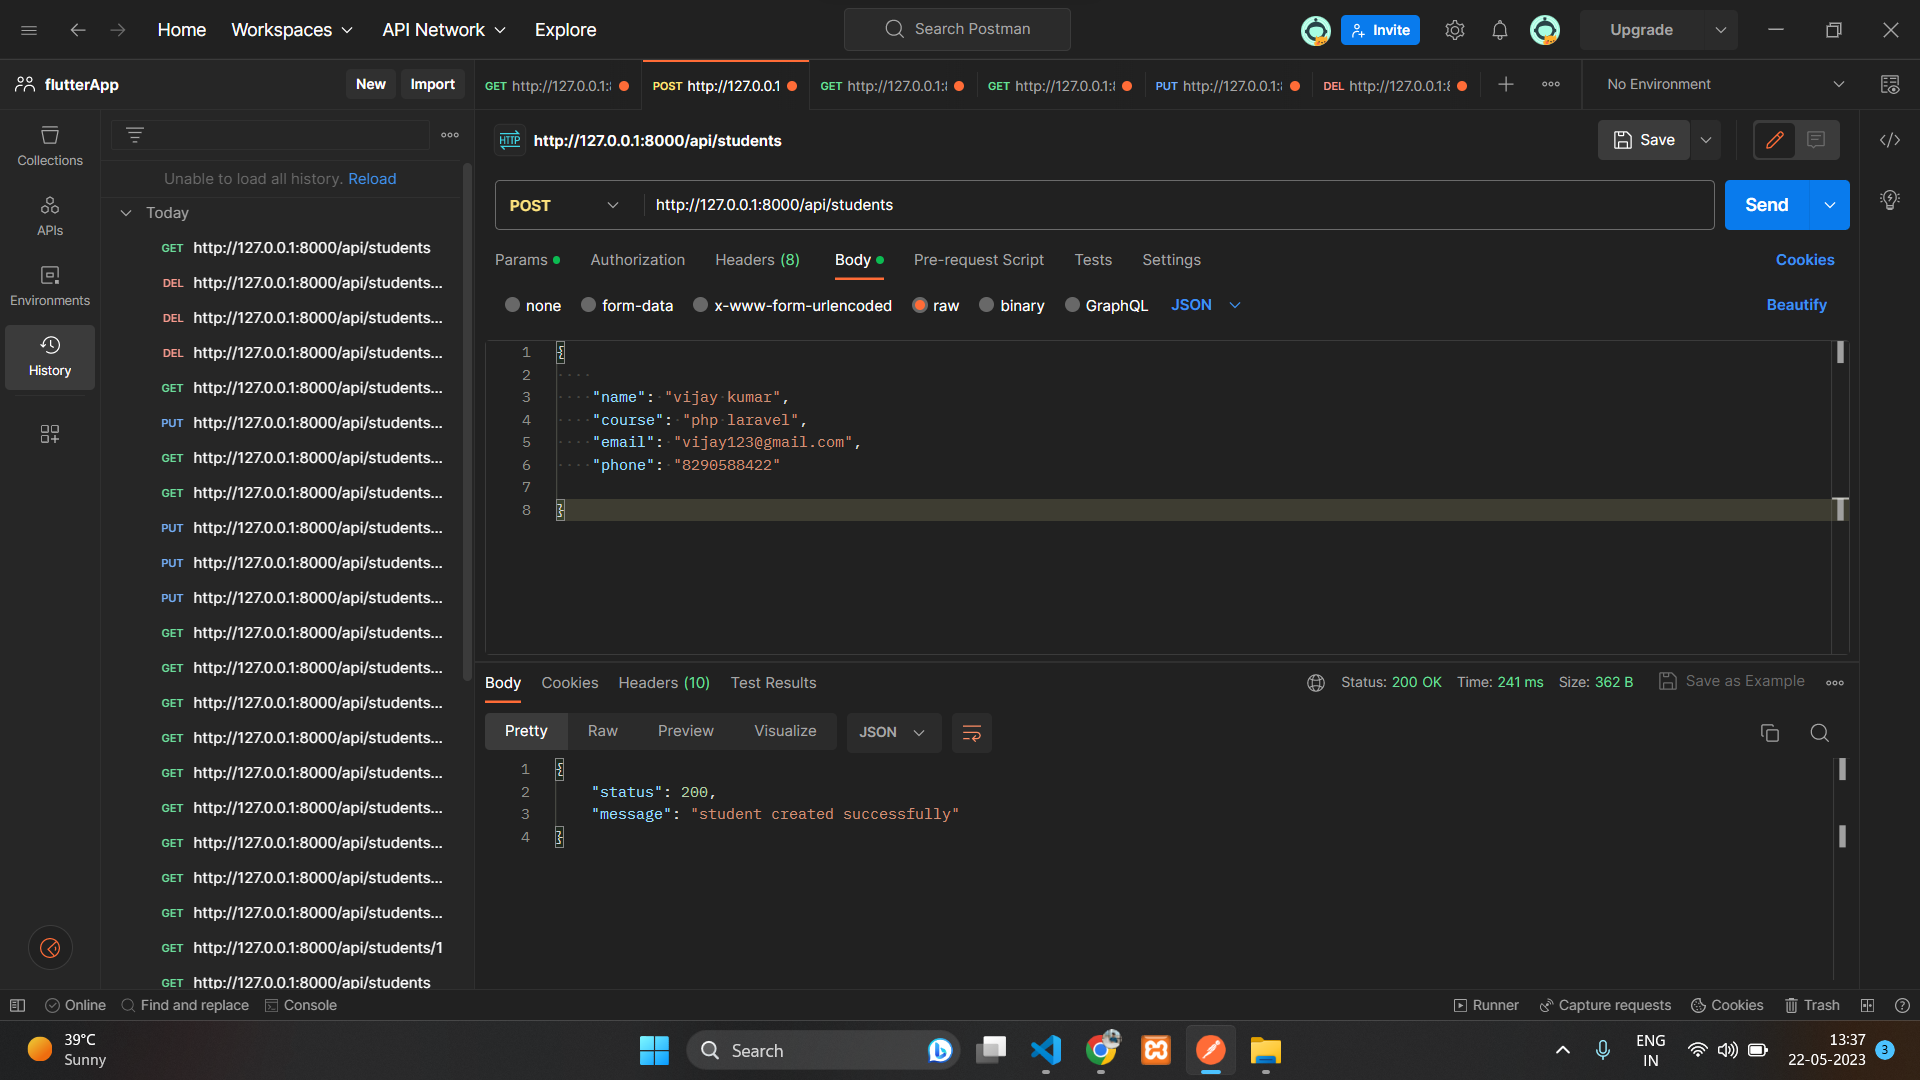 Home Workspaces API Network Explore Search Postman Invite Upgrade
flutterApp New Import
GET http://127.0.0.1: POST http://127.0.0.1 GET http://127.0.0.1: GET http://127.0.0.1: PUT http://127.0.0.1: DEL http://127.0.0.1: No Environment
Collections
APIs
Environments
History
Unable to load all history. Reload
Today
GET http://127.0.0.1:8000/api/students
DEL http://127.0.0.1:8000/api/students...
DEL http://127.0.0.1:8000/api/students...
DEL http://127.0.0.1:8000/api/students...
GET http://127.0.0.1:8000/api/students...
PUT http://127.0.0.1:8000/api/students...
GET http://127.0.0.1:8000/api/students...
GET http://127.0.0.1:8000/api/students...
PUT http://127.0.0.1:8000/api/students...
PUT http://127.0.0.1:8000/api/students...
PUT http://127.0.0.1:8000/api/students...
GET http://127.0.0.1:8000/api/students...
GET http://127.0.0.1:8000/api/students...
GET http://127.0.0.1:8000/api/students...
GET http://127.0.0.1:8000/api/students...
GET http://127.0.0.1:8000/api/students...
GET http://127.0.0.1:8000/api/students...
GET http://127.0.0.1:8000/api/students...
GET http://127.0.0.1:8000/api/students...
GET http://127.0.0.1:8000/api/students...
GET http://127.0.0.1:8000/api/students/1
GET http://127.0.0.1:8000/api/students
HTTP http://127.0.0.1:8000/api/students Save
POST http://127.0.0.1:8000/api/students Send
Params Authorization Headers (8) Body Pre-request Script Tests Settings Cookies
none form-data x-www-form-urlencoded raw binary GraphQL JSON Beautify
1 {
2
3 "name": "vijay kumar",
4 "course": "php laravel",
5 "email": "vijay123@gmail.com",
6 "phone": "8290588422"
7
8 }
Body Cookies Headers (10) Test Results Status: 200 OK Time: 241 ms Size: 362 B Save as Example
Pretty Raw Preview Visualize JSON
1 {
2 "status": 200,
3 "message": "student created successfully"
4 }
Online Find and replace Console Runner Capture requests Cookies Trash
39°C
Sunny
Search
ENG
IN
13:37
22-05-2023
3